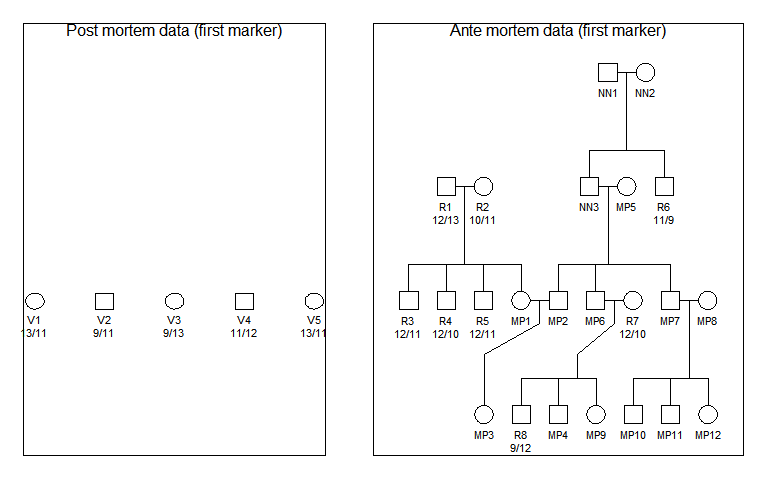 Post mortem data (first marker)
Ante mortem data (first marker)
NN1 NN2
R1 R2 NN3 MP5 R6
12/13 10/11 11/9
V1 V2 V3 V4 V5
13/11 9/11 9/13 11/12 13/11
R3 R4 R5 MP1 MP2 MP6 R7 MP7 MP8
12/11 12/10 12/11 12/10
MP3 R8 MP4 MP9 MP10 MP11 MP12
9/12